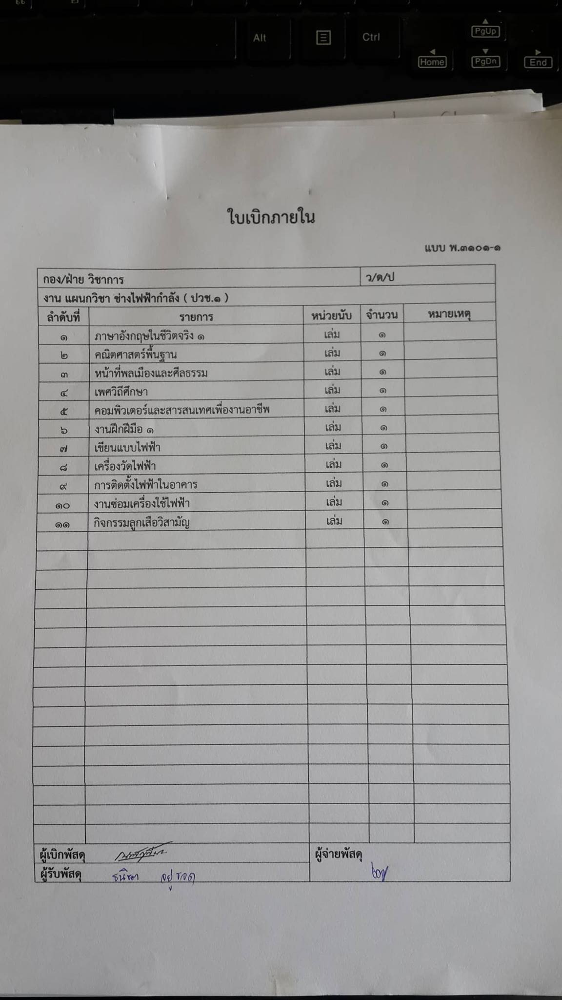 Alt
Ctrl
PgUp
Home
PgDn
End
ใบเบิกภายใน
แบบ พ.๓๑๐๑-๑
กอง/ฝ่าย วิชาการ ว/ด/ป
งาน แผนกวิชา ช่างไฟฟ้ากำลัง ( ปวช.๑ )
ลำดับที่ รายการ หน่วยนับ จำนวน หมายเหตุ
๑ ภาษาอังกฤษในชีวิตจริง ๑ เล่ม ๑
๒ คณิตศาสตร์พื้นฐาน เล่ม ๑
๓ หน้าที่พลเมืองและศีลธรรม เล่ม ๑
๔ เพศวิถีศึกษา เล่ม ๑
๕ คอมพิวเตอร์และสารสนเทศเพื่องานอาชีพ เล่ม ๑
๖ งานฝึกฝีมือ ๑ เล่ม ๑
๗ เขียนแบบไฟฟ้า เล่ม ๑
๘ เครื่องวัดไฟฟ้า เล่ม ๑
๙ การติดตั้งไฟฟ้าในอาคาร เล่ม ๑
๑๐ งานซ่อมเครื่องใช้ไฟฟ้า เล่ม ๑
๑๑ กิจกรรมลูกเสือวิสามัญ เล่ม ๑
ผู้เบิกพัสดุ ผู้จ่ายพัสดุ
ผู้รับพัสดุ อยู่รอด